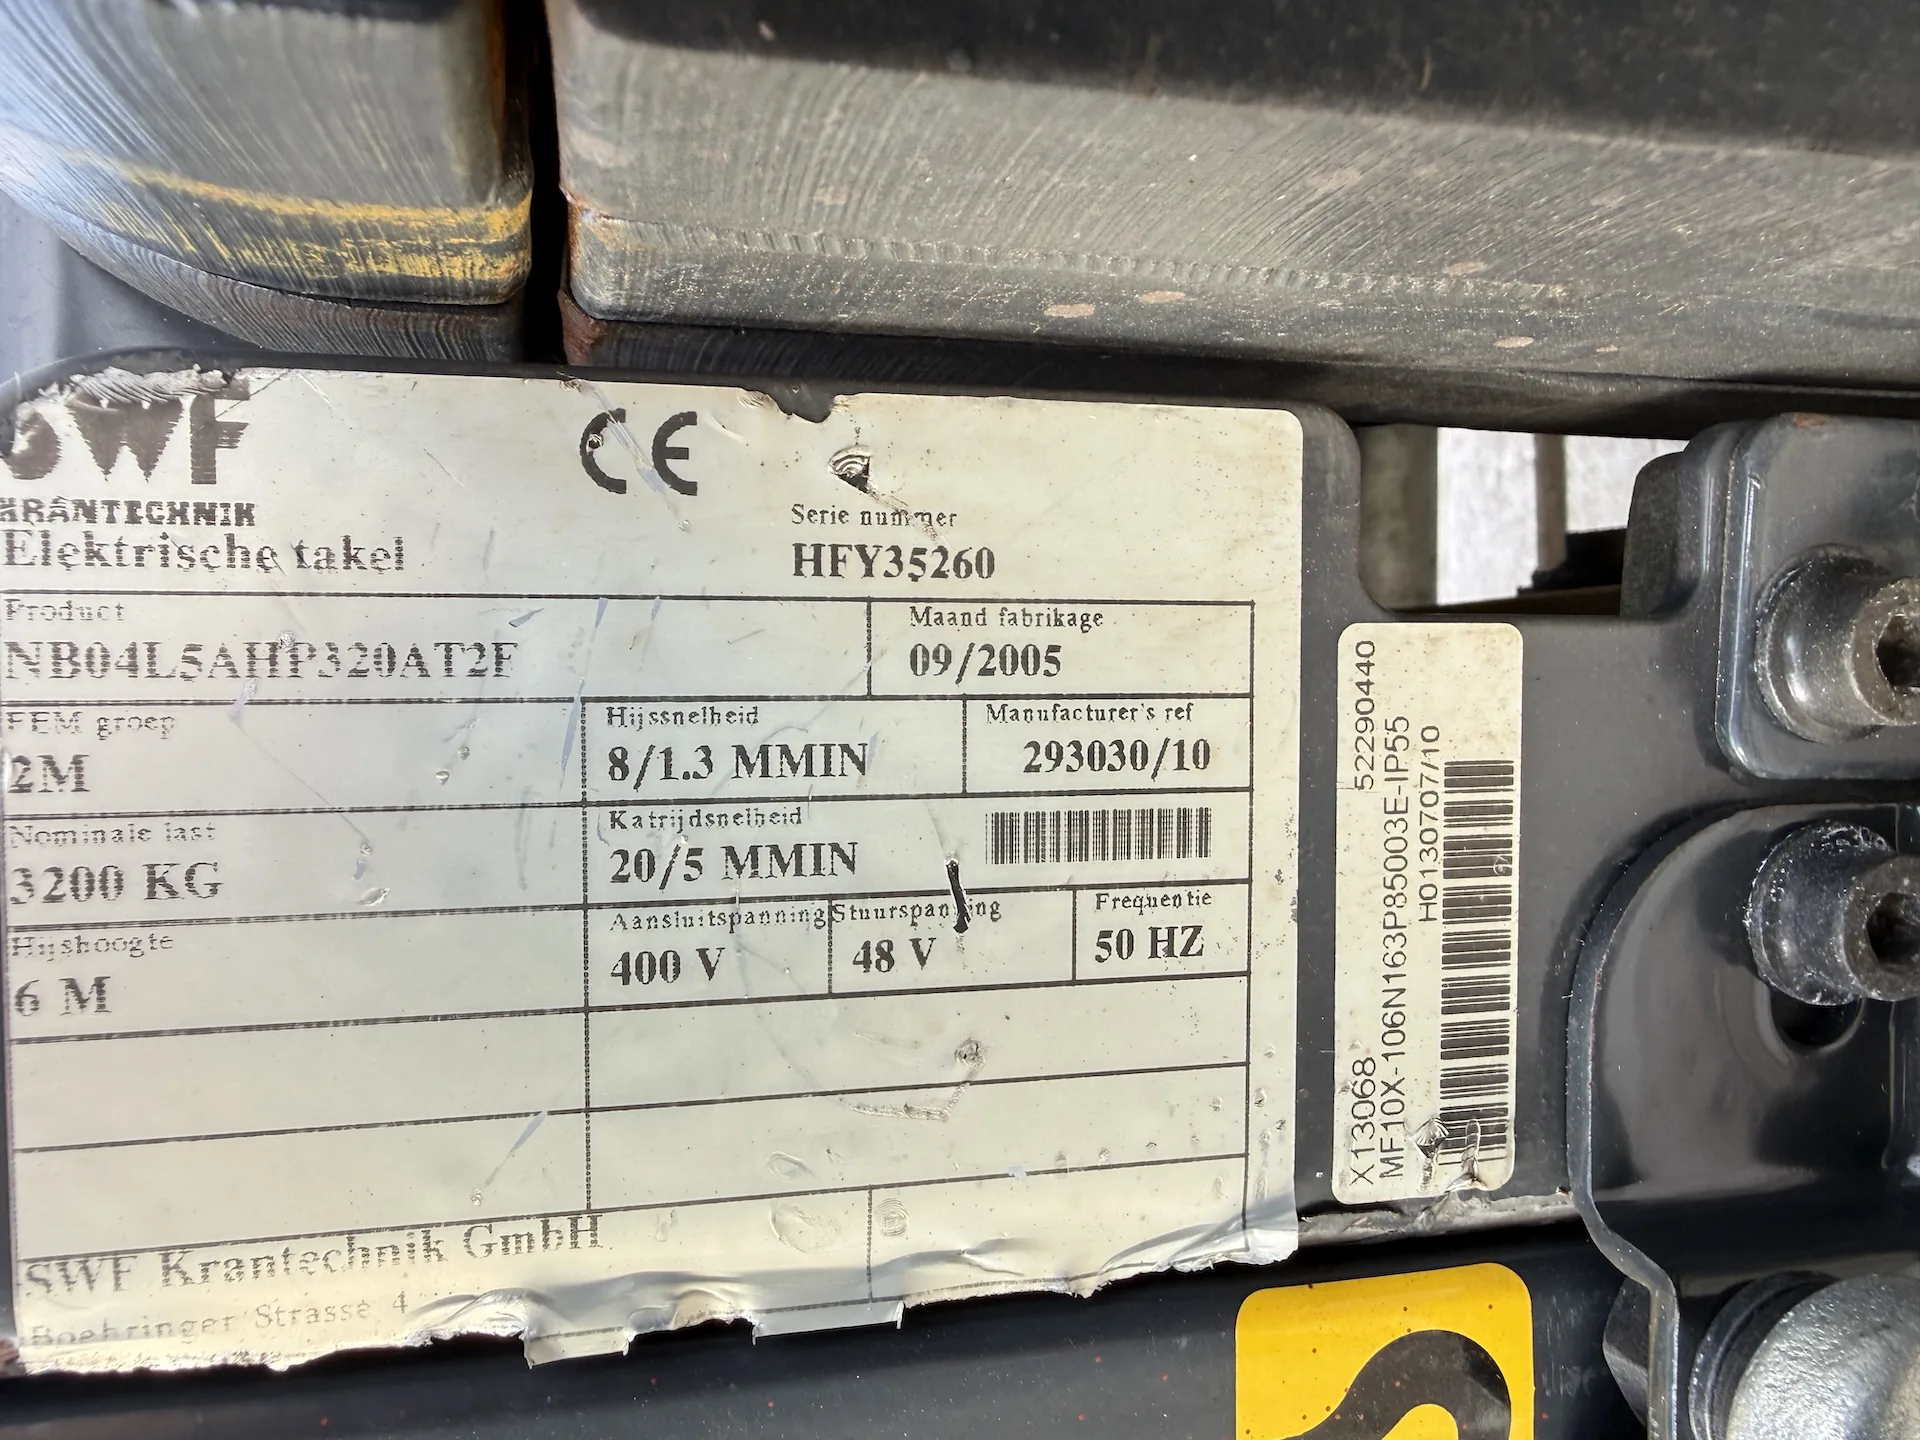 SWF
KRANTECHNIK
CE
Elektrische takel
Serie nummer
HFY35260
Product
NB04L5AHP320AT2F
Maand fabrikage
09/2005
FEM groep
2M
Hijssnelheid
8/1.3 MMIN
Manufacturer's ref
293030/10
Nominale last
3200 KG
Katrijdsnelheid
20/5 MMIN
Hijshoogte
6 M
Aansluitspanning
400 V
Stuurspanning
48 V
Frequentie
50 HZ
SWF Krantechnik GmbH
Boehringer Strasse 4
X13068 52290440
MF10X-106N163P85003E-IP55
H0130707/10